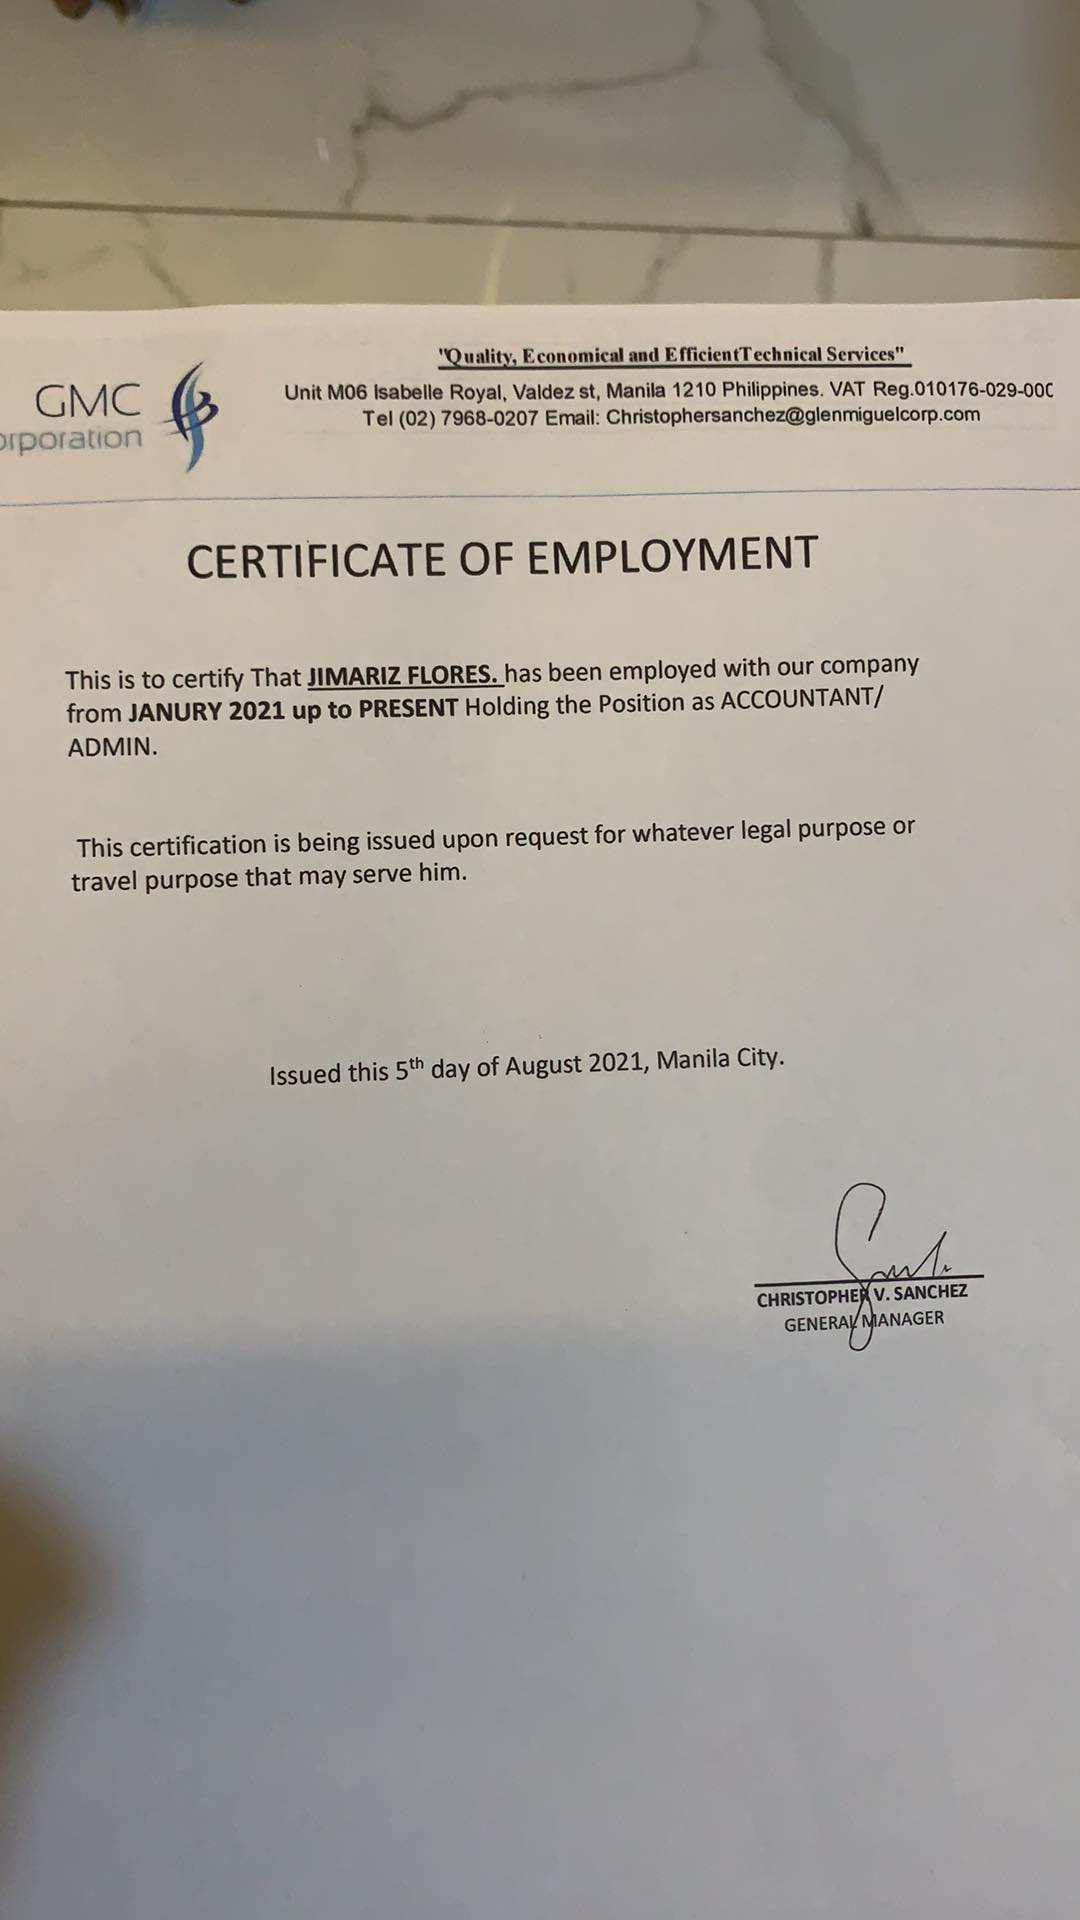 "Quality, Economical and EfficientTechnical Services"
GMC
orporation
Unit M06 Isabelle Royal, Valdez st, Manila 1210 Philippines. VAT Reg.010176-029-00C
Tel (02) 7968-0207 Email: Christophersanchez@glenmiguelcorp.com
CERTIFICATE OF EMPLOYMENT
This is to certify That JIMARIZ FLORES. has been employed with our company
from JANURY 2021 up to PRESENT Holding the Position as ACCOUNTANT/
ADMIN.
This certification is being issued upon request for whatever legal purpose or
travel purpose that may serve him.
Issued this 5th day of August 2021, Manila City.
CHRISTOPHER V. SANCHEZ
GENERAL MANAGER